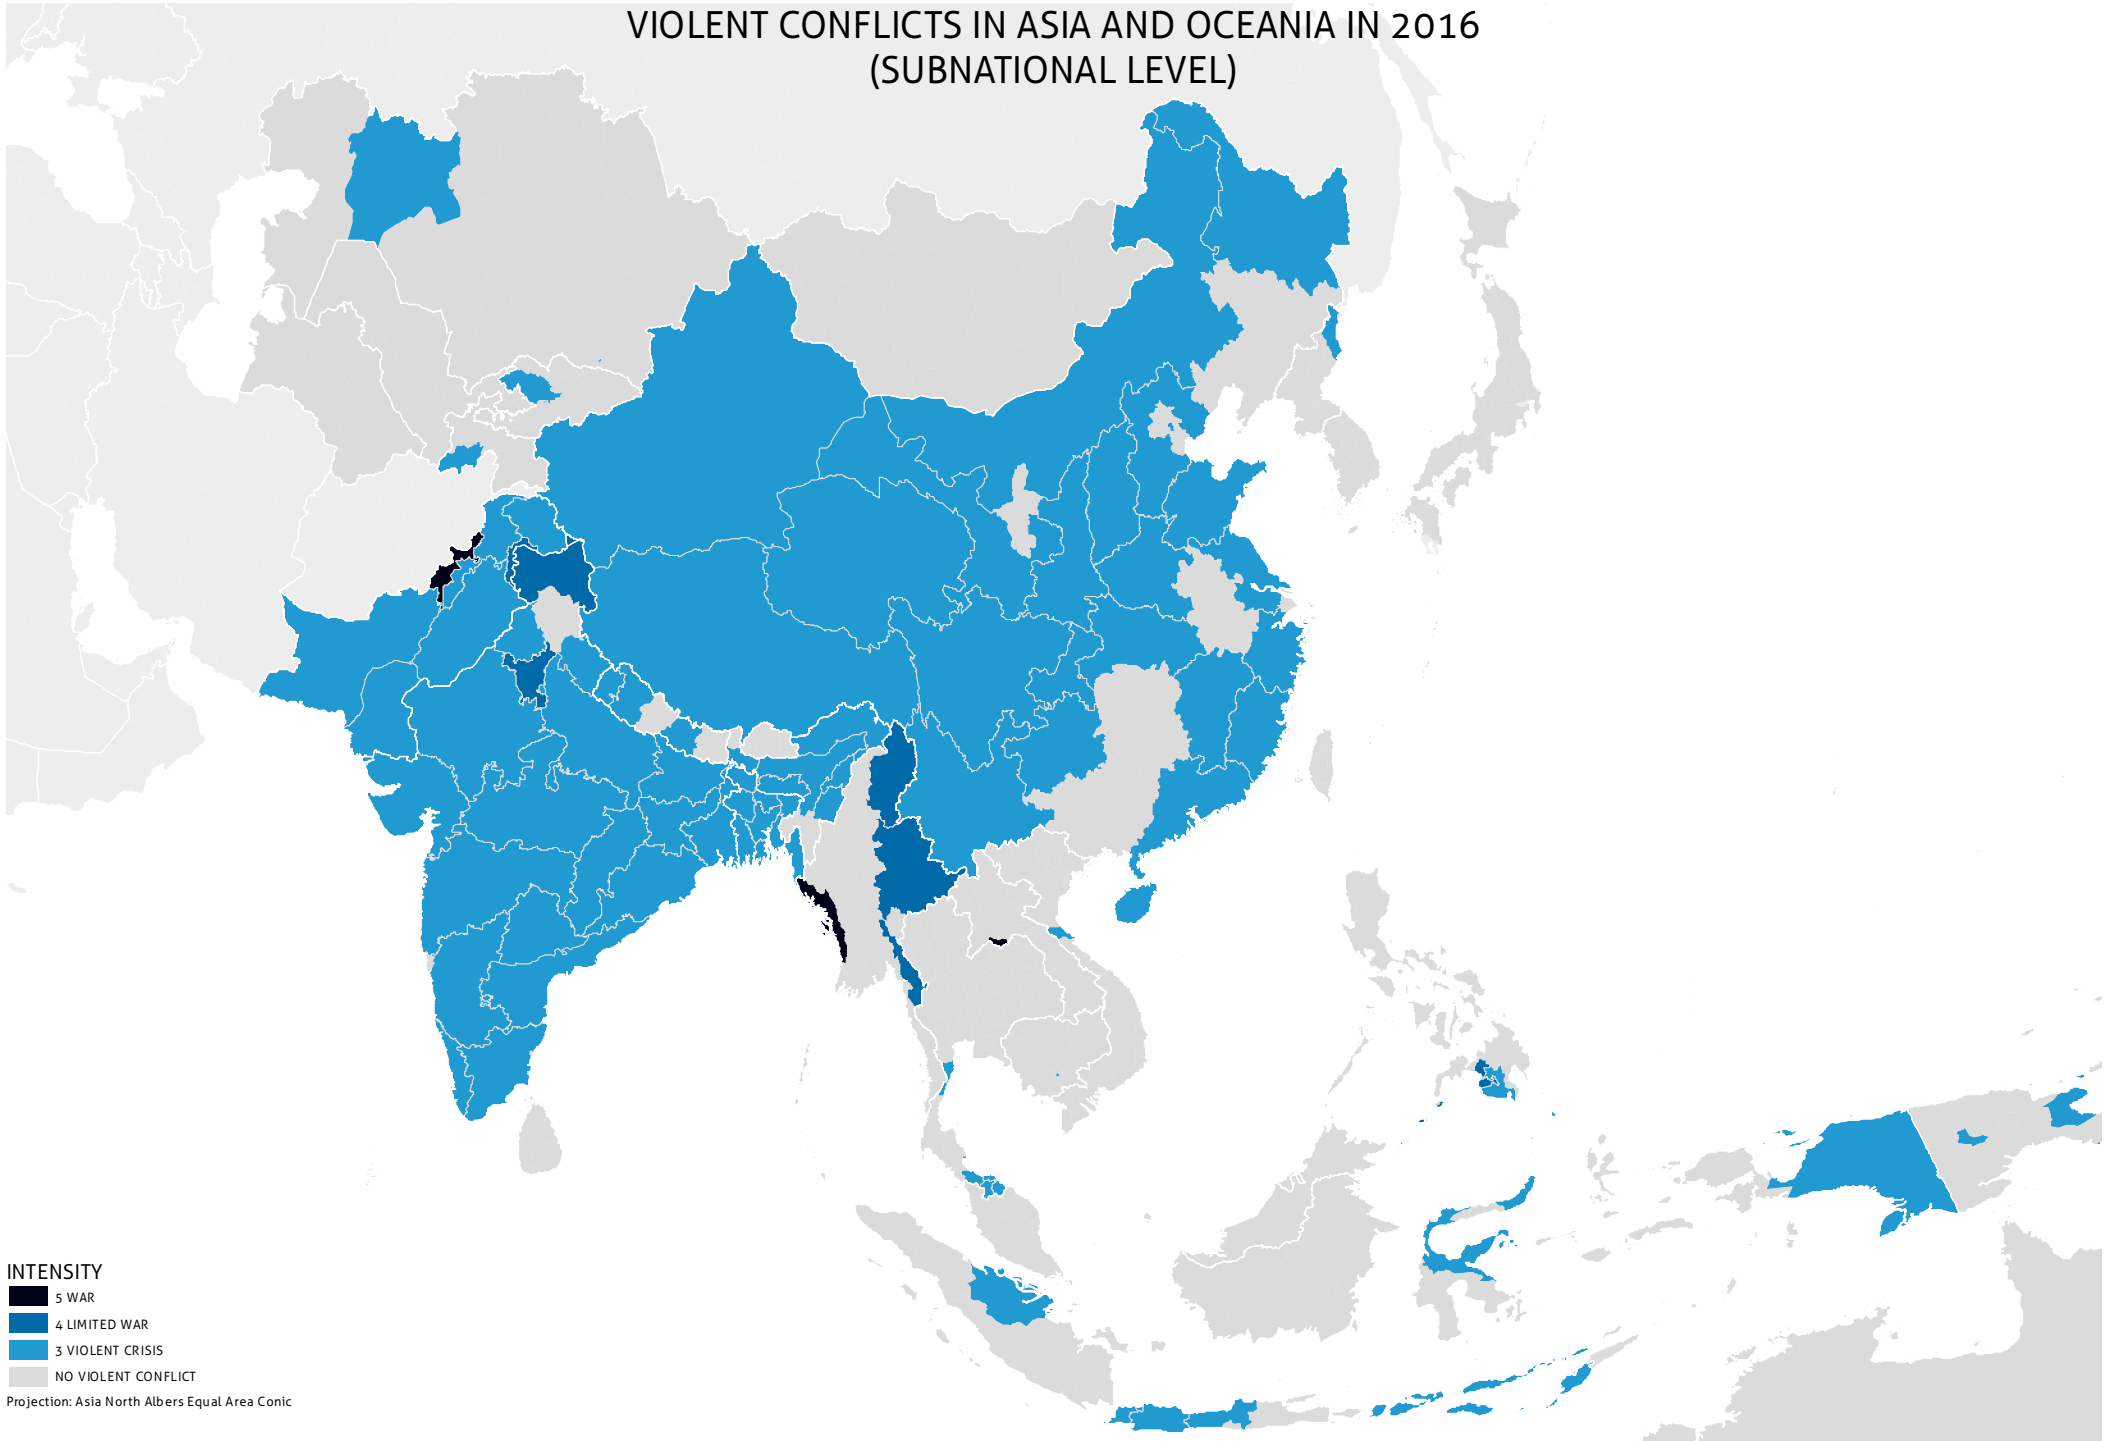 VIOLENT CONFLICTS IN ASIA AND OCEANIA IN 2016
(SUBNATIONAL LEVEL)
INTENSITY
5 WAR
4 LIMITED WAR
3 VIOLENT CRISIS
NO VIOLENT CONFLICT
Projection: Asia North Albers Equal Area Conic